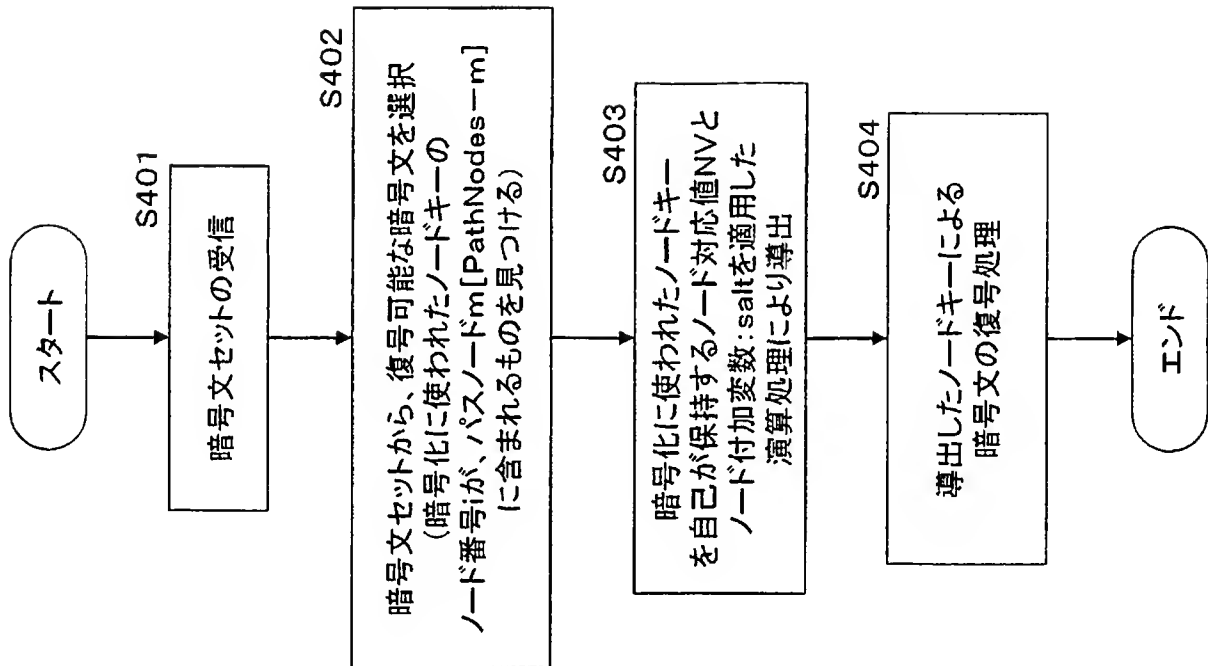 スタート
S401
暗号文セットの受信
S402
暗号文セットから、復号可能な暗号文を選択
(暗号化に使われたノードキーの
ノード番号iが、パスノードm[PathNodes-m]
に含まれるものを見つける)
S403
暗号化に使われたノードキー
を自己が保持するノード対応値NVと
ノード付加変数:saltを適用した
演算処理により導出
S404
導出したノードキーによる
暗号文の復号処理
エンド